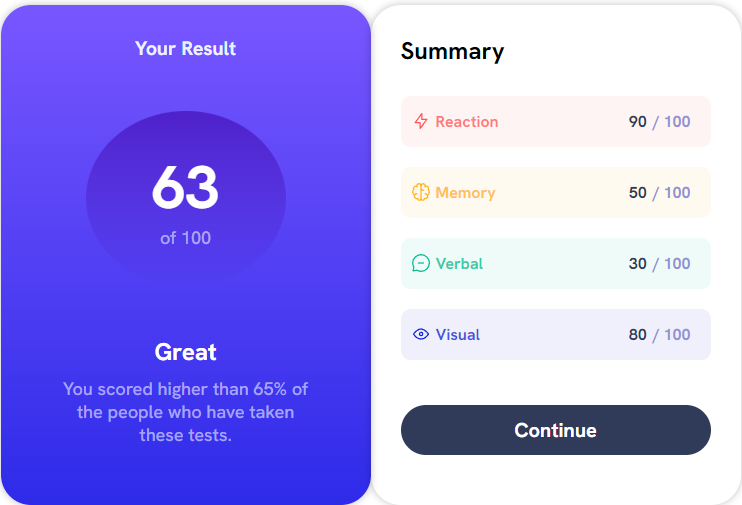 Your Result
63
of 100
Great
You scored higher than 65% of
the people who have taken
these tests.
Summary
Reaction 90 / 100
Memory 50 / 100
Verbal 30 / 100
Visual 80 / 100
Continue